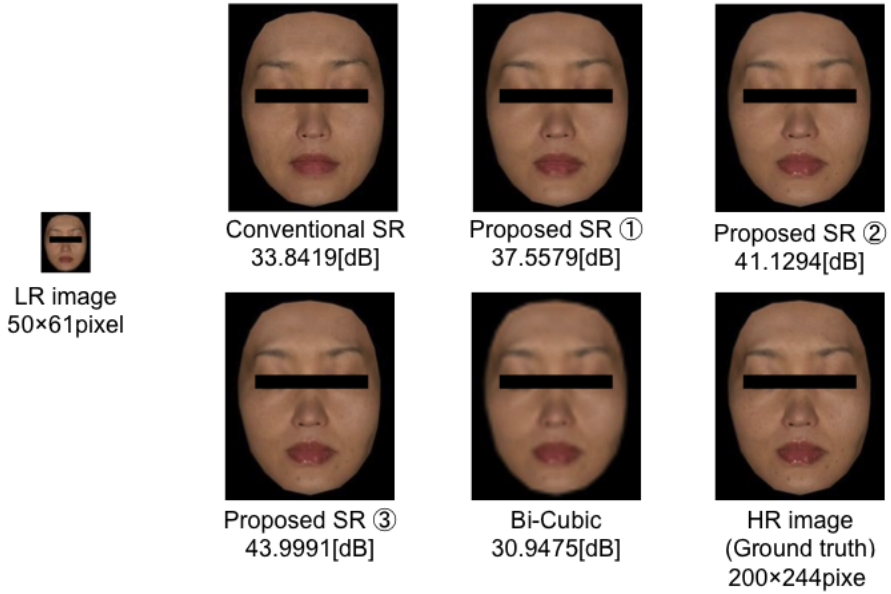 Conventional SR
33.8419[dB]
Proposed SR ①
37.5579[dB]
Proposed SR ②
41.1294[dB]
LR image
50×61pixel
Proposed SR ③
43.9991[dB]
Bi-Cubic
30.9475[dB]
HR image
(Ground truth)
200×244pixe